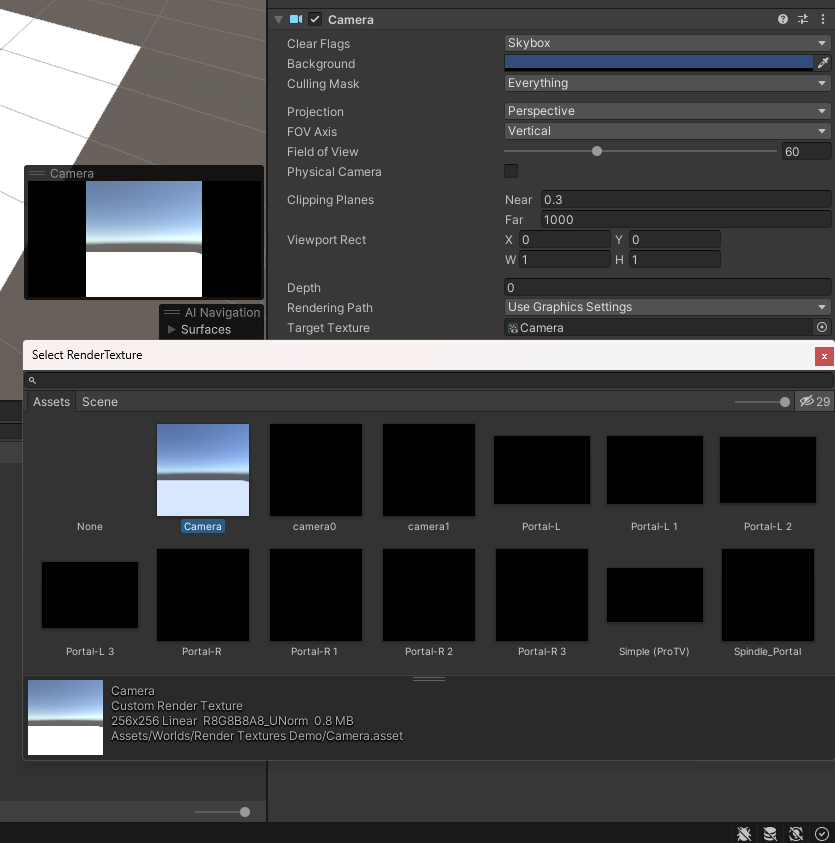 Camera
Clear Flags Skybox
Background
Culling Mask Everything
Projection Perspective
FOV Axis Vertical
Field of View 60
Physical Camera
Clipping Planes Near 0.3
Far 1000
Viewport Rect X 0 Y 0
W 1 H 1
Depth 0
Rendering Path Use Graphics Settings
Target Texture Camera
Camera
AI Navigation
Surfaces
Select RenderTexture
x
Assets Scene 29
None Camera camera0 camera1 Portal-L Portal-L 1 Portal-L 2
Portal-L 3 Portal-R Portal-R 1 Portal-R 2 Portal-R 3 Simple (ProTV) Spindle_Portal
Camera
Custom Render Texture
256x256 Linear R8G8B8A8_UNorm 0.8 MB
Assets/Worlds/Render Textures Demo/Camera.asset